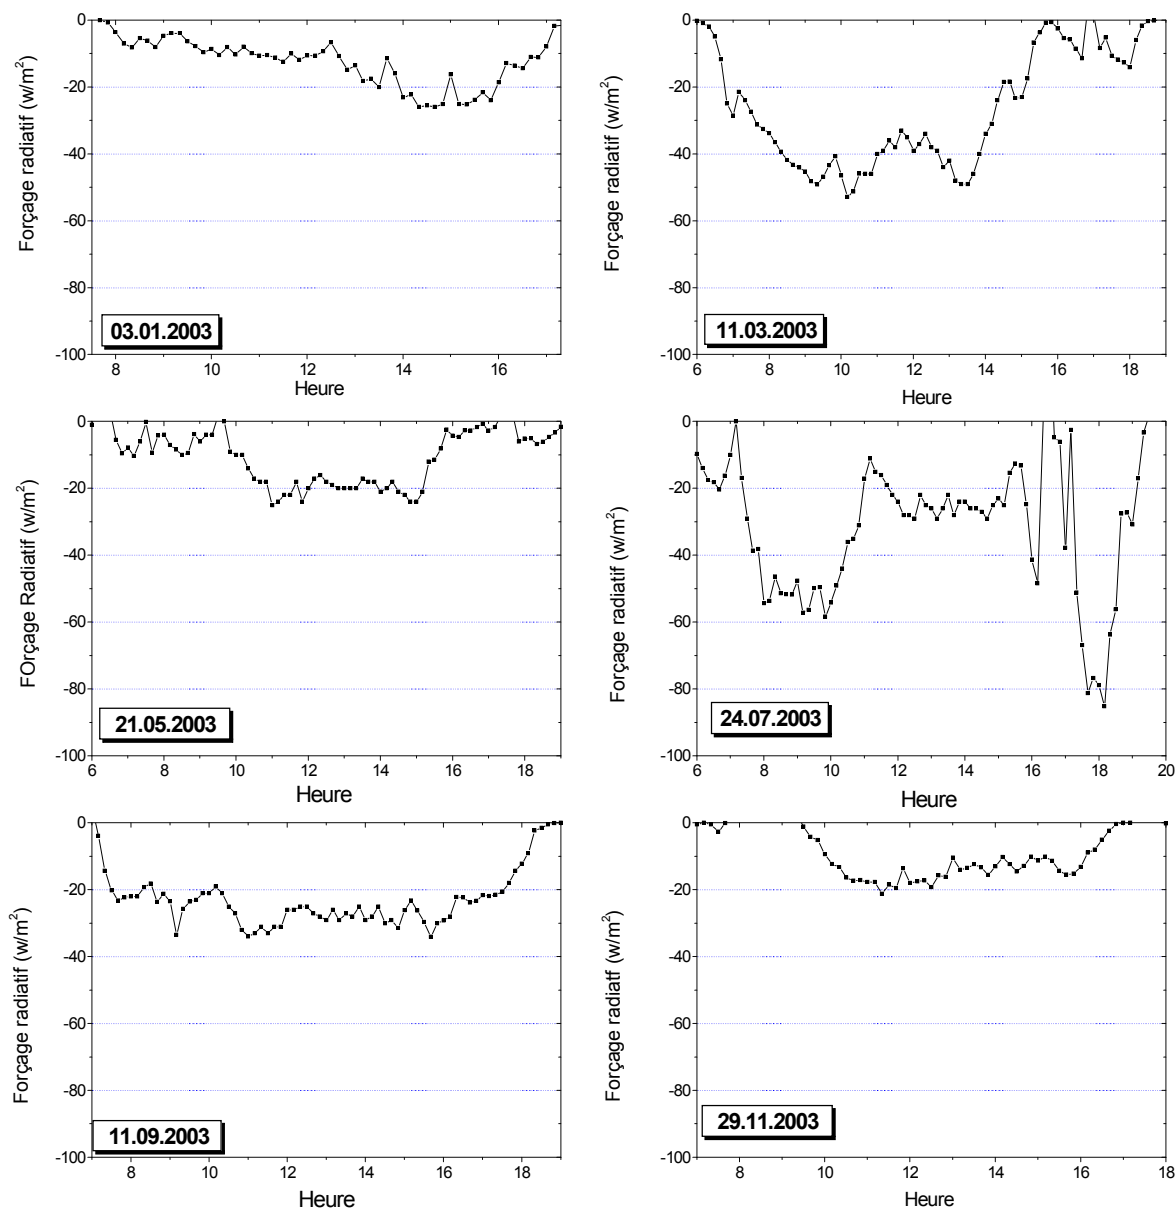 0
-20
-40
-60
-80
-100
Forçage radiatif (w/m²)
03.01.2003
8 10 12 14 16
Heure
0
-20
-40
-60
-80
-100
Forçage radiatif (w/m²)
11.03.2003
6 8 10 12 14 16 18
Heure
0
-20
-40
-60
-80
-100
FOrçage Radiatif (w/m²)
21.05.2003
6 8 10 12 14 16 18
Heure
0
-20
-40
-60
-80
-100
Forçage radiatif (w/m²)
24.07.2003
6 8 10 12 14 16 18 20
Heure
0
-20
-40
-60
-80
-100
Forçage radiatif (w/m²)
11.09.2003
8 10 12 14 16 18
Heure
0
-20
-40
-60
-80
-100
Forçage radiatf (w/m²)
29.11.2003
8 10 12 14 16 18
Heure